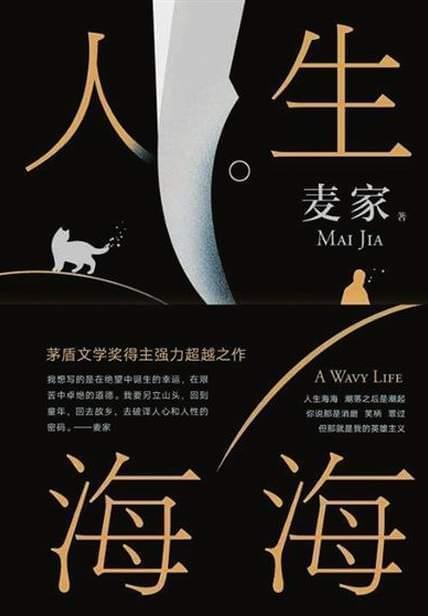 人生
麦家 著
MAI JIA
茅盾文学奖得主强力超越之作
我想写的是在绝望中诞生的幸运，在艰
苦中卓绝的道德。我要另立山头，回到
童年，回去故乡，去破译人心和人性的
密码。——麦家
A WAVY LIFE
人生海海 潮落之后是潮起
你说那是消磨 笑柄 罪过
但那就是我的英雄主义
海海